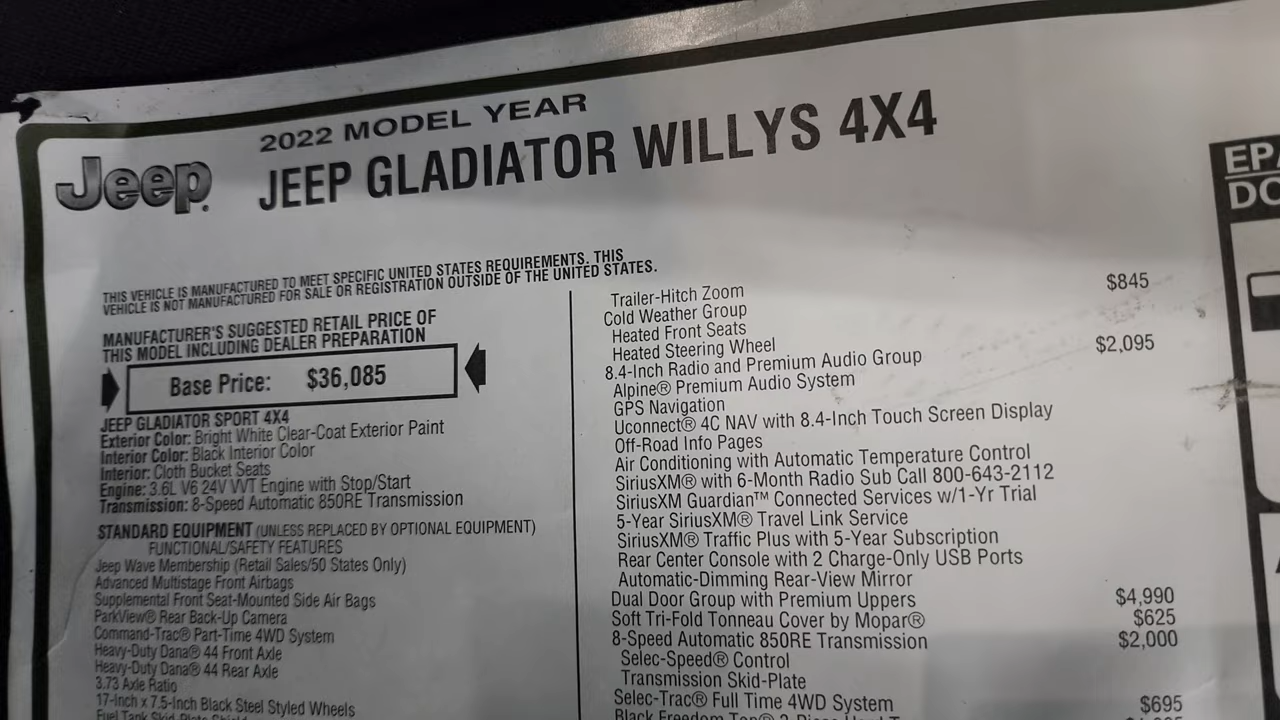 2022 MODEL YEAR
Jeep
JEEP GLADIATOR WILLYS 4X4
THIS VEHICLE IS MANUFACTURED TO MEET SPECIFIC UNITED STATES REQUIREMENTS. THIS
VEHICLE IS NOT MANUFACTURED FOR SALE OR REGISTRATION OUTSIDE OF THE UNITED STATES.
MANUFACTURER'S SUGGESTED RETAIL PRICE OF
THIS MODEL INCLUDING DEALER PREPARATION
Base Price: $36,085
JEEP GLADIATOR SPORT 4X4
Exterior Color: Bright White Clear-Coat Exterior Paint
Interior Color: Black Interior Color
Interior: Cloth Bucket Seats
Engine: 3.6L V6 24V VVT Engine with Stop/Start
Transmission: 8-Speed Automatic 850RE Transmission
STANDARD EQUIPMENT (UNLESS REPLACED BY OPTIONAL EQUIPMENT)
FUNCTIONAL/SAFETY FEATURES
Jeep Wave Membership (Retail Sales/50 States Only)
Advanced Multistage Front Airbags
Supplemental Front Seat-Mounted Side Air Bags
ParkView® Rear Back-Up Camera
Command-Trac® Part-Time 4WD System
Heavy-Duty Dana® 44 Front Axle
Heavy-Duty Dana® 44 Rear Axle
3.73 Axle Ratio
17-Inch x 7.5-Inch Black Steel Styled Wheels
Fuel Tank Skid-Plate Shield
Trailer-Hitch Zoom
Cold Weather Group $845
Heated Front Seats
Heated Steering Wheel
8.4-Inch Radio and Premium Audio Group $2,095
Alpine® Premium Audio System
GPS Navigation
Uconnect® 4C NAV with 8.4-Inch Touch Screen Display
Off-Road Info Pages
Air Conditioning with Automatic Temperature Control
SiriusXM® with 6-Month Radio Sub Call 800-643-2112
SiriusXM Guardian™ Connected Services w/1-Yr Trial
5-Year SiriusXM® Travel Link Service
SiriusXM® Traffic Plus with 5-Year Subscription
Rear Center Console with 2 Charge-Only USB Ports
Automatic-Dimming Rear-View Mirror
Dual Door Group with Premium Uppers $4,990
Soft Tri-Fold Tonneau Cover by Mopar® $625
8-Speed Automatic 850RE Transmission $2,000
Selec-Speed® Control
Transmission Skid-Plate
Selec-Trac® Full Time 4WD System $695
Black Freedom Top®
EPA
DO